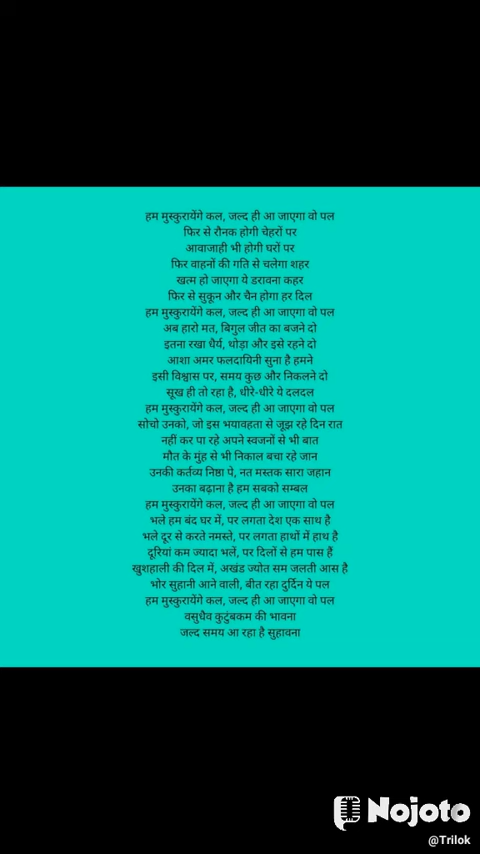 हम मुस्कुरायेंगे कल, जल्द ही आ जाएगा वो पल
फिर से रौनक होगी चेहरों पर
आवाजाही भी होगी घरों पर
फिर वाहनों की गति से चलेगा शहर
खत्म हो जाएगा ये डरावना कहर
फिर से सुकून और चैन होगा हर दिल
हम मुस्कुरायेंगे कल, जल्द ही आ जाएगा वो पल
अब हारो मत, बिगुल जीत का बजने दो
इतना रखा धैर्य, थोड़ा और इसे रहने दो
आशा अमर फलदायिनी सुना है हमने
इसी विश्वास पर, समय कुछ और निकलने दो
सूख ही तो रहा है, धीरे-धीरे ये दलदल
हम मुस्कुरायेंगे कल, जल्द ही आ जाएगा वो पल
सोचो उनको, जो इस भयावहता से जूझ रहे दिन रात
नहीं कर पा रहे अपने स्वजनों से भी बात
मौत के मुंह से भी निकाल बचा रहे जान
उनकी कर्तव्य निष्ठा पे, नत मस्तक सारा जहान
उनका बढ़ाना है हम सबको सम्बल
हम मुस्कुरायेंगे कल, जल्द ही आ जाएगा वो पल
भले हम बंद घर में, पर लगता देश एक साथ है
भले दूर से करते नमस्ते, पर लगता हाथों में हाथ है
दूरियां कम ज्यादा भलें, पर दिलों से हम पास हैं
खुशहाली की दिल में, अखंड ज्योत सम जलती आस है
भोर सुहानी आने वाली, बीत रहा दुर्दिन ये पल
हम मुस्कुरायेंगे कल, जल्द ही आ जाएगा वो पल
वसुधैव कुटुंबकम की भावना
जल्द समय आ रहा है सुहावना
Nojoto
@Trilok